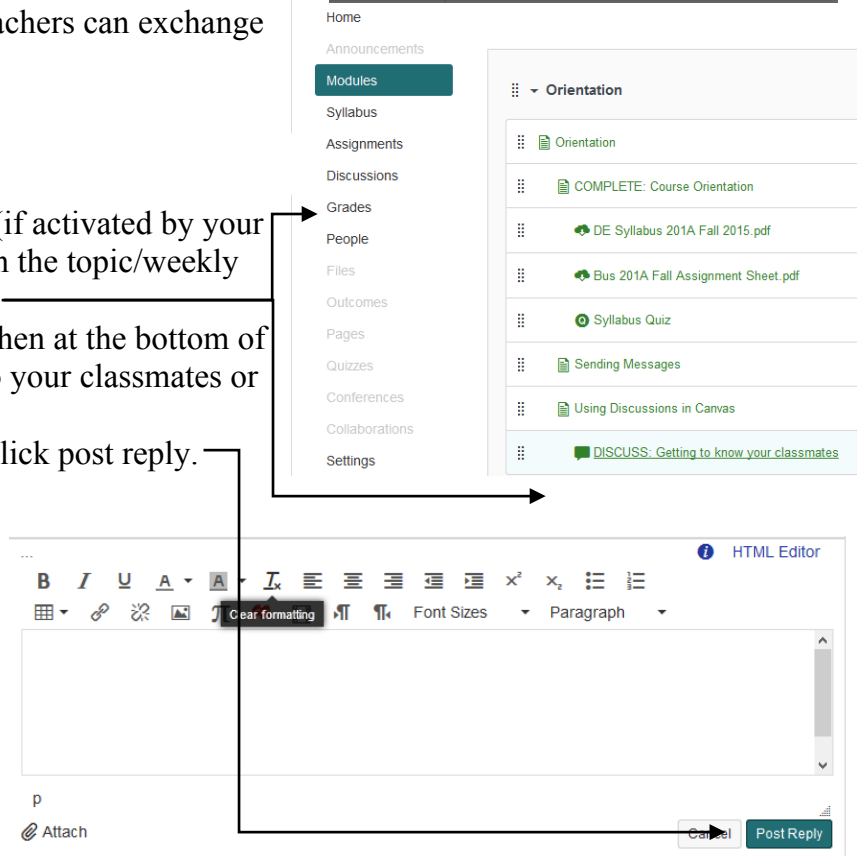 achers can exchange
(if activated by your
n the topic/weekly
hen at the bottom of
o your classmates or
lick post reply.
Home
Announcements
Modules
Syllabus
Assignments
Discussions
Grades
People
Files
Outcomes
Pages
Quizzes
Conferences
Collaborations
Settings
Orientation
Orientation
COMPLETE: Course Orientation
DE Syllabus 201A Fall 2015.pdf
Bus 201A Fall Assignment Sheet.pdf
Syllabus Quiz
Sending Messages
Using Discussions in Canvas
DISCUSS: Getting to know your classmates
HTML Editor
Clear formatting
Font Sizes Paragraph
p
Attach
Cancel Post Reply